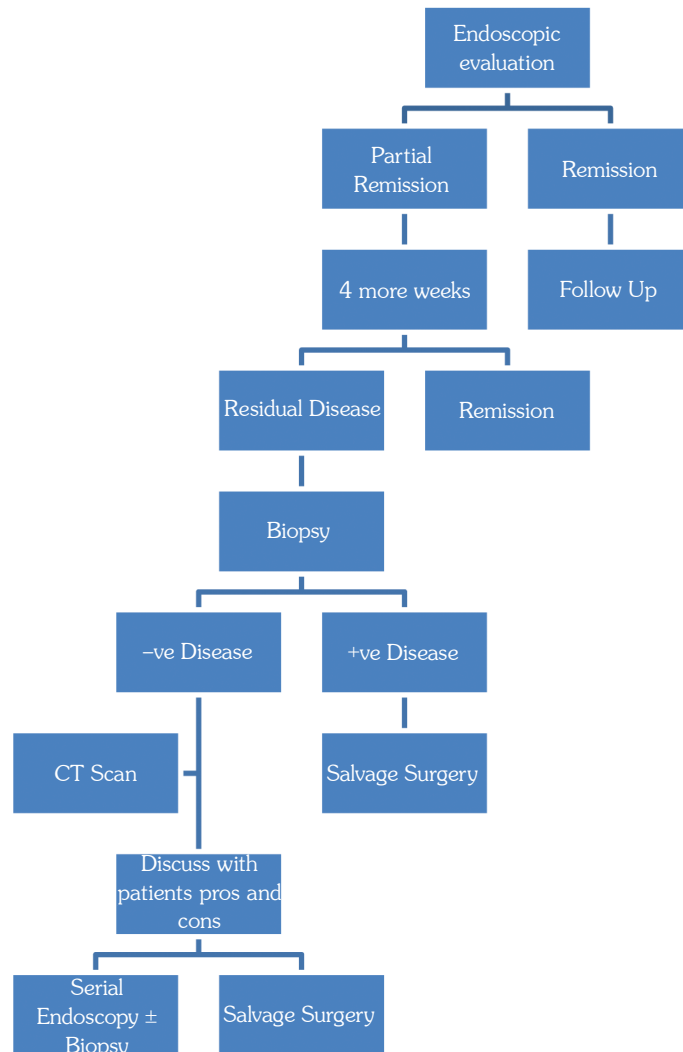 Endoscopic
evaluation
Partial
Remission
Remission
4 more weeks
Follow Up
Residual Disease
Remission
Biopsy
–ve Disease
+ve Disease
CT Scan
Salvage Surgery
Discuss with
patients pros and
cons
Serial
Endoscopy ±
Biopsy
Salvage Surgery